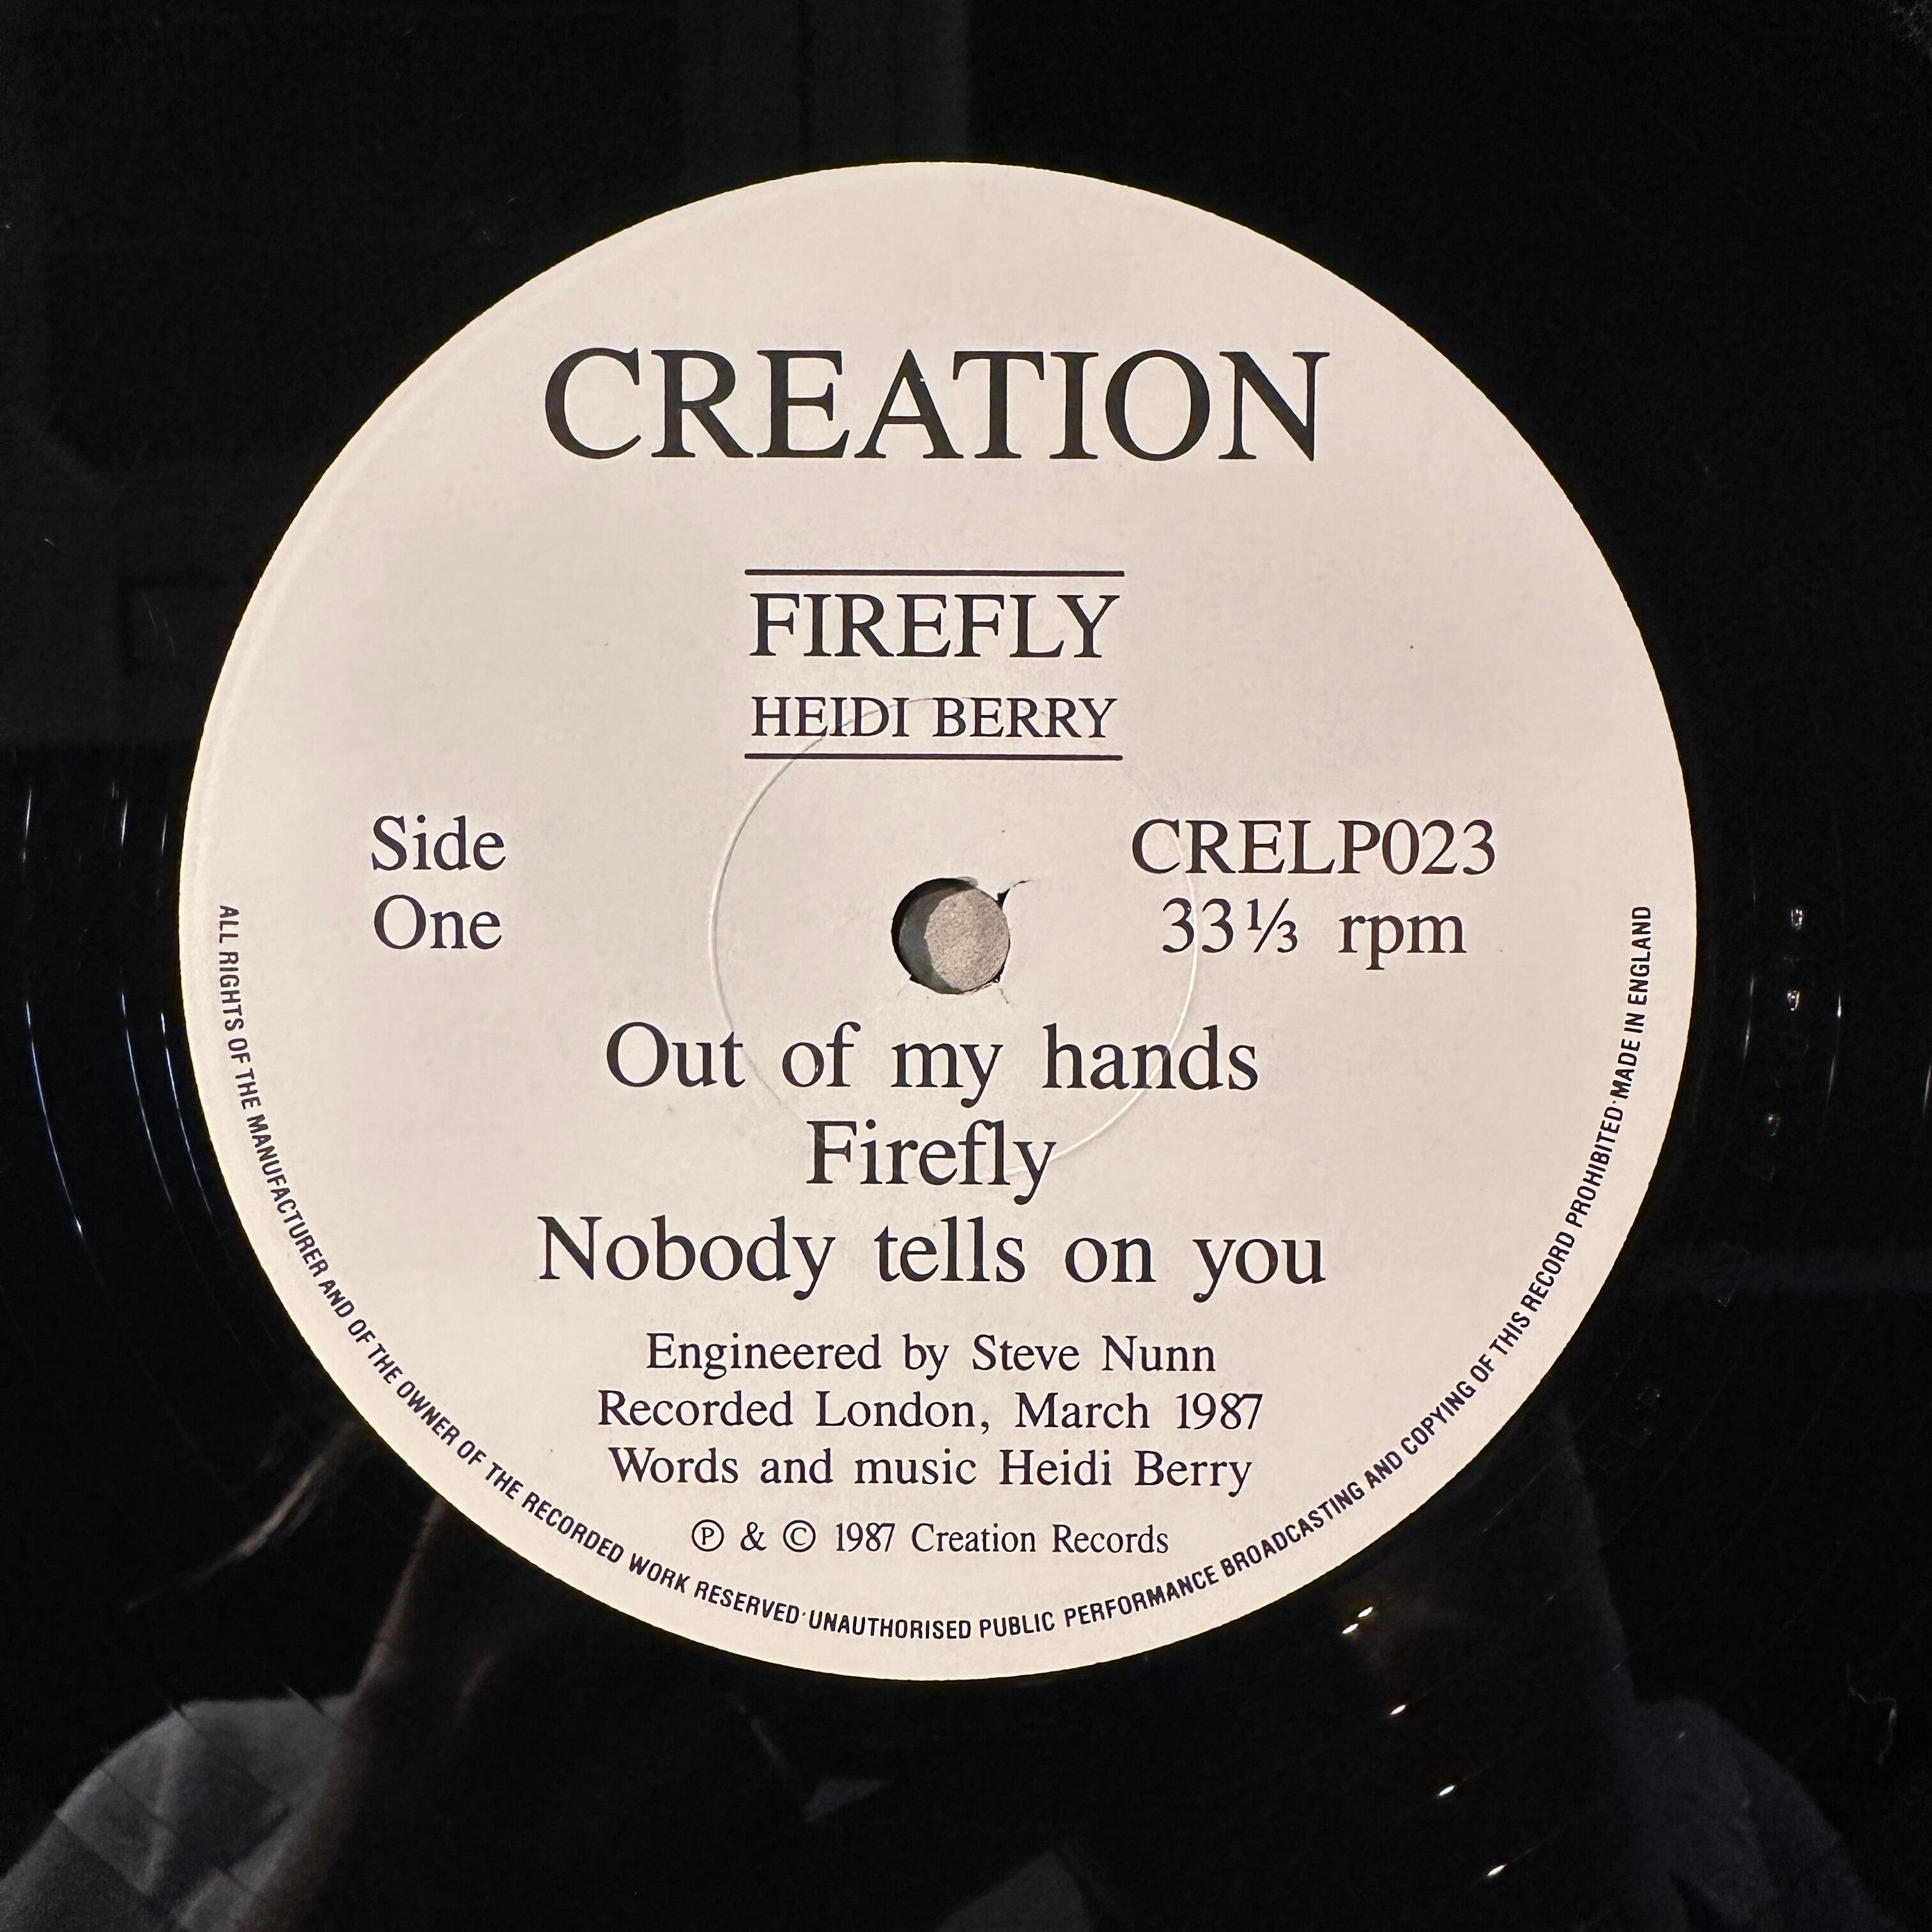 CREATION
FIREFLY
HEIDI BERRY
Side
One
CRELP023
33⅓ rpm
Out of my hands
Firefly
Nobody tells on you
Engineered by Steve Nunn
Recorded London, March 1987
Words and music Heidi Berry
Ⓟ & © 1987 Creation Records
ALL RIGHTS OF THE MANUFACTURER AND OF THE OWNER OF THE RECORDED WORK RESERVED·UNAUTHORISED PUBLIC PERFORMANCE BROADCASTING AND COPYING OF THIS RECORD PROHIBITED·MADE IN ENGLAND